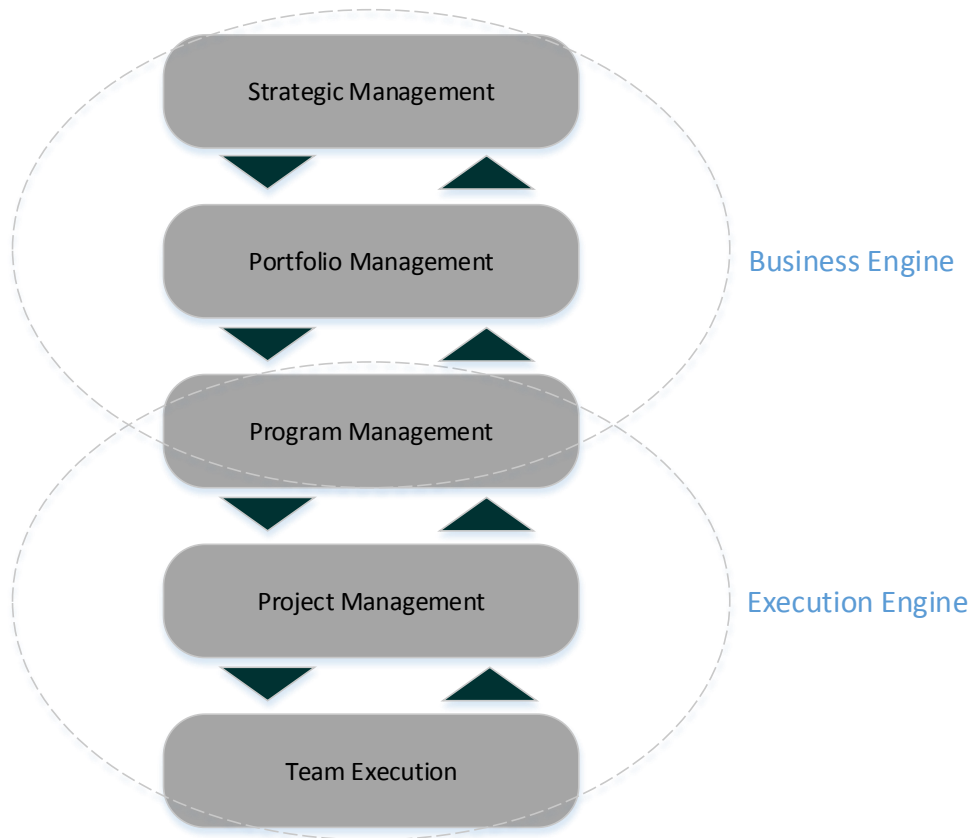 Strategic Management
Portfolio Management
Business Engine
Program Management
Project Management
Execution Engine
Team Execution